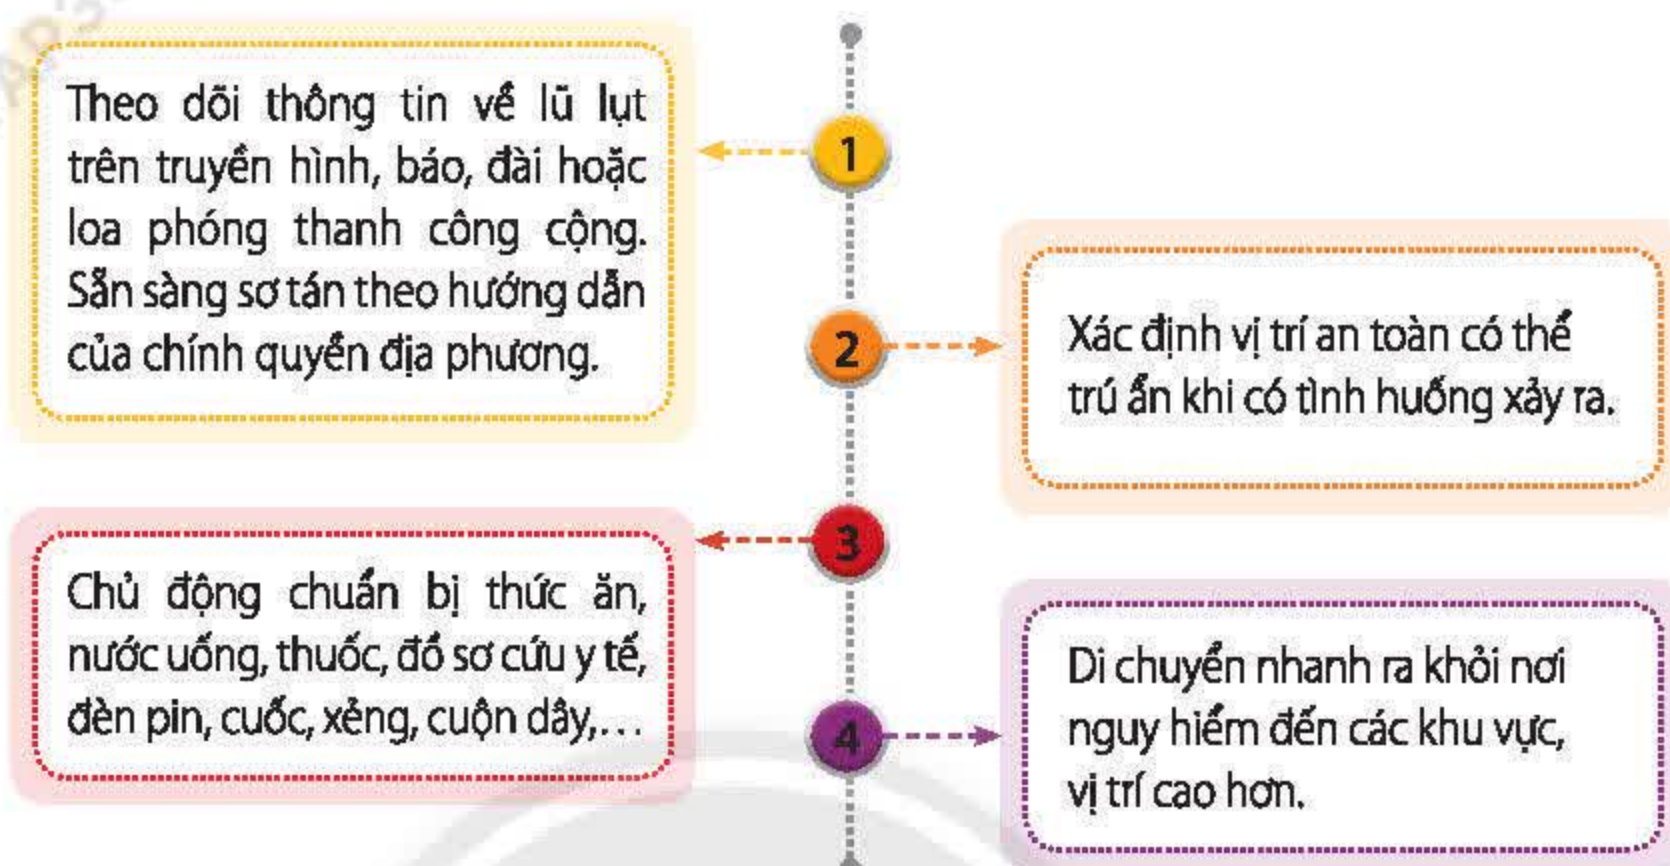 Theo dõi thông tin về lũ lụt
trên truyền hình, báo, đài hoặc
loa phóng thanh công cộng.
Sẵn sàng sơ tán theo hướng dẫn
của chính quyền địa phương.
1
2
Xác định vị trí an toàn có thể
trú ẩn khi có tình huống xảy ra.
3
Chủ động chuẩn bị thức ăn,
nước uống, thuốc, đồ sơ cứu y tế,
đèn pin, cuốc, xẻng, cuộn dây,...
4
Di chuyển nhanh ra khỏi nơi
nguy hiểm đến các khu vực,
vị trí cao hơn.